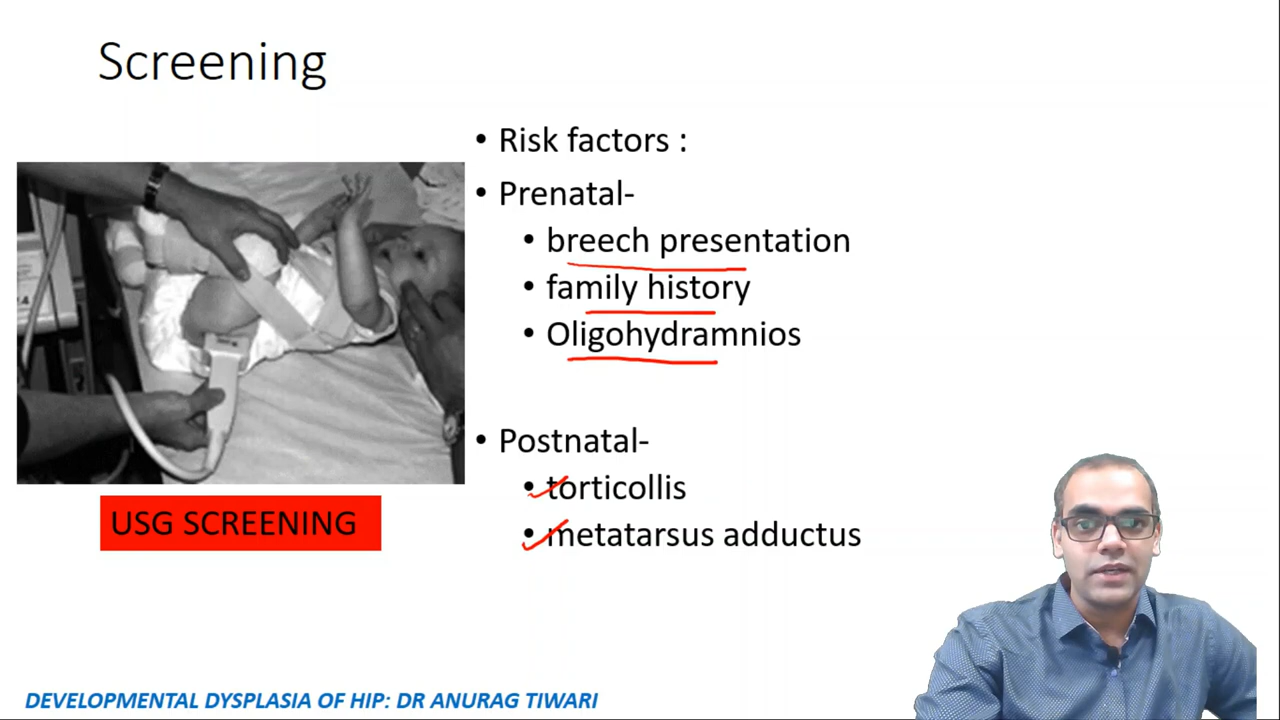 Screening
• Risk factors :
• Prenatal-
• breech presentation
• family history
• Oligohydramnios
• Postnatal-
• torticollis
• metatarsus adductus
USG SCREENING
DEVELOPMENTAL DYSPLASIA OF HIP: DR ANURAG TIWARI